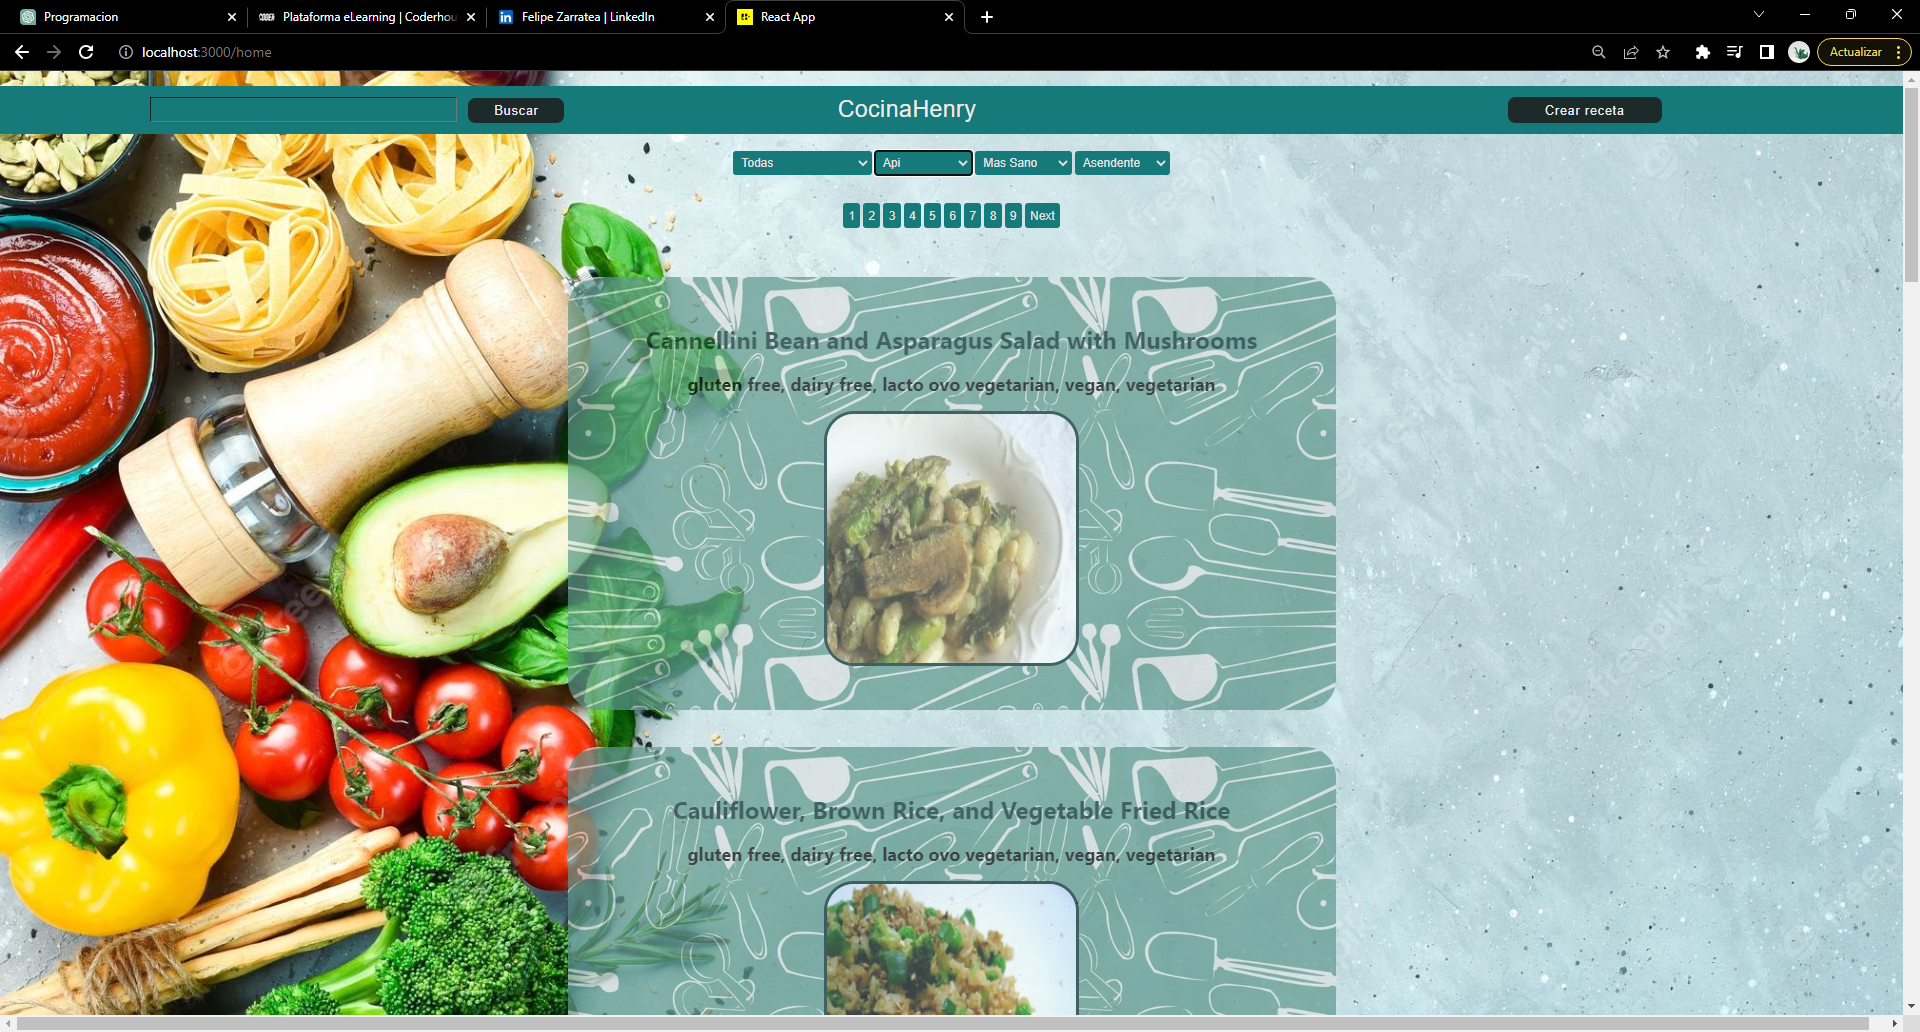 Programacion
Plataforma eLearning | Coderhou
Felipe Zarratea | LinkedIn
React App
localhost:3000/home
Actualizar
Buscar
CocinaHenry
Crear receta
Todas
Api
Mas Sano
Asendente
1 2 3 4 5 6 7 8 9 Next
Cannellini Bean and Asparagus Salad with Mushrooms
gluten free, dairy free, lacto ovo vegetarian, vegan, vegetarian
Cauliflower, Brown Rice, and Vegetable Fried Rice
gluten free, dairy free, lacto ovo vegetarian, vegan, vegetarian